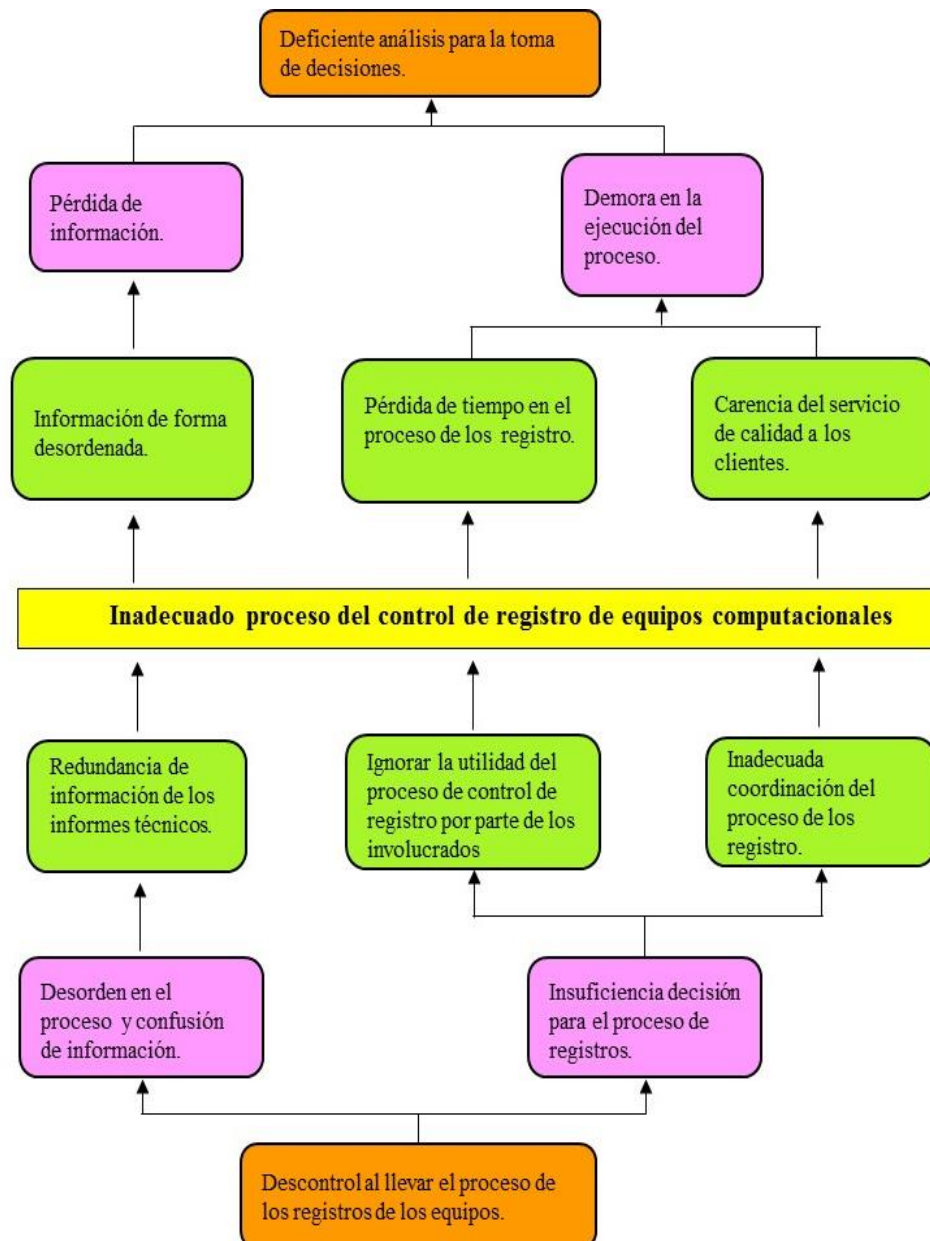 Deficiente análisis para la toma
de decisiones.
Pérdida de
información.
Demora en la
ejecución del
proceso.
Información de forma
desordenada.
Pérdida de tiempo en el
proceso de los registro.
Carencia del servicio
de calidad a los
clientes.
Inadecuado proceso del control de registro de equipos computacionales
Redundancia de
información de los
informes técnicos.
Ignorar la utilidad del
proceso de control de
registro por parte de los
involucrados
Inadecuada
coordinación del
proceso de los
registro.
Desorden en el
proceso y confusión
de información.
Insuficiencia decisión
para el proceso de
registros.
Descontrol al llevar el proceso de
los registros de los equipos.